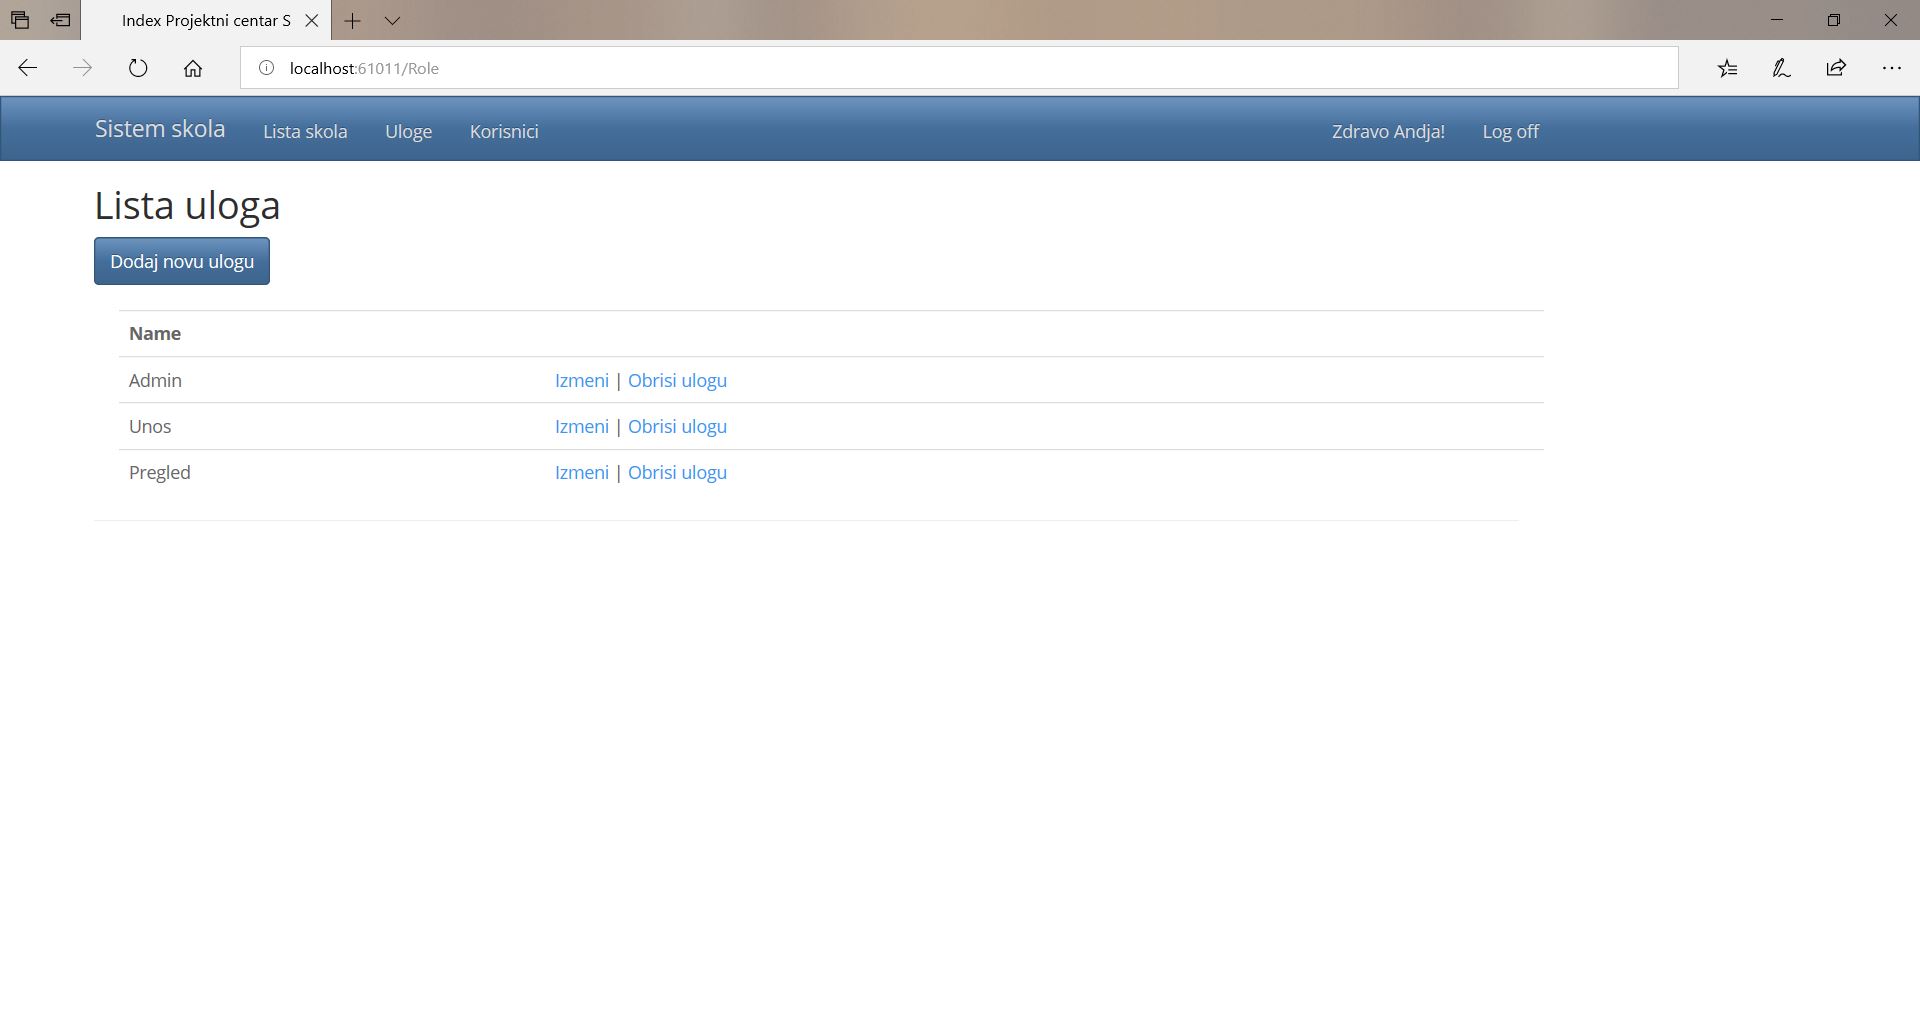 Index Projektni centar S
localhost:61011/Role
Sistem skola Lista skola Uloge Korisnici Zdravo Andja! Log off
Lista uloga
Dodaj novu ulogu
Name
Admin Izmeni | Obrisi ulogu
Unos Izmeni | Obrisi ulogu
Pregled Izmeni | Obrisi ulogu